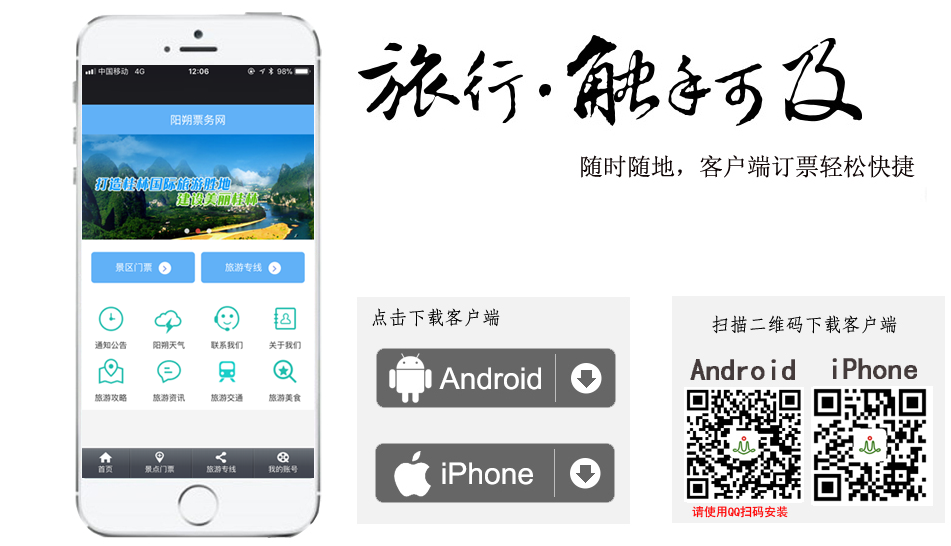 中国移动 4G 12:06 98%
阳朔票务网
打造桂林国际旅游胜地
建设美丽桂林
景区门票 旅游专线
通知公告 阳朔天气 联系我们 关于我们
旅游攻略 旅游资讯 旅游交通 旅游美食
首页 景点门票 旅游专线 我的账号
旅行·触手可及
随时随地，客户端订票轻松快捷
点击下载客户端
Android
iPhone
扫描二维码下载客户端
Android iPhone
请使用QQ扫码安装